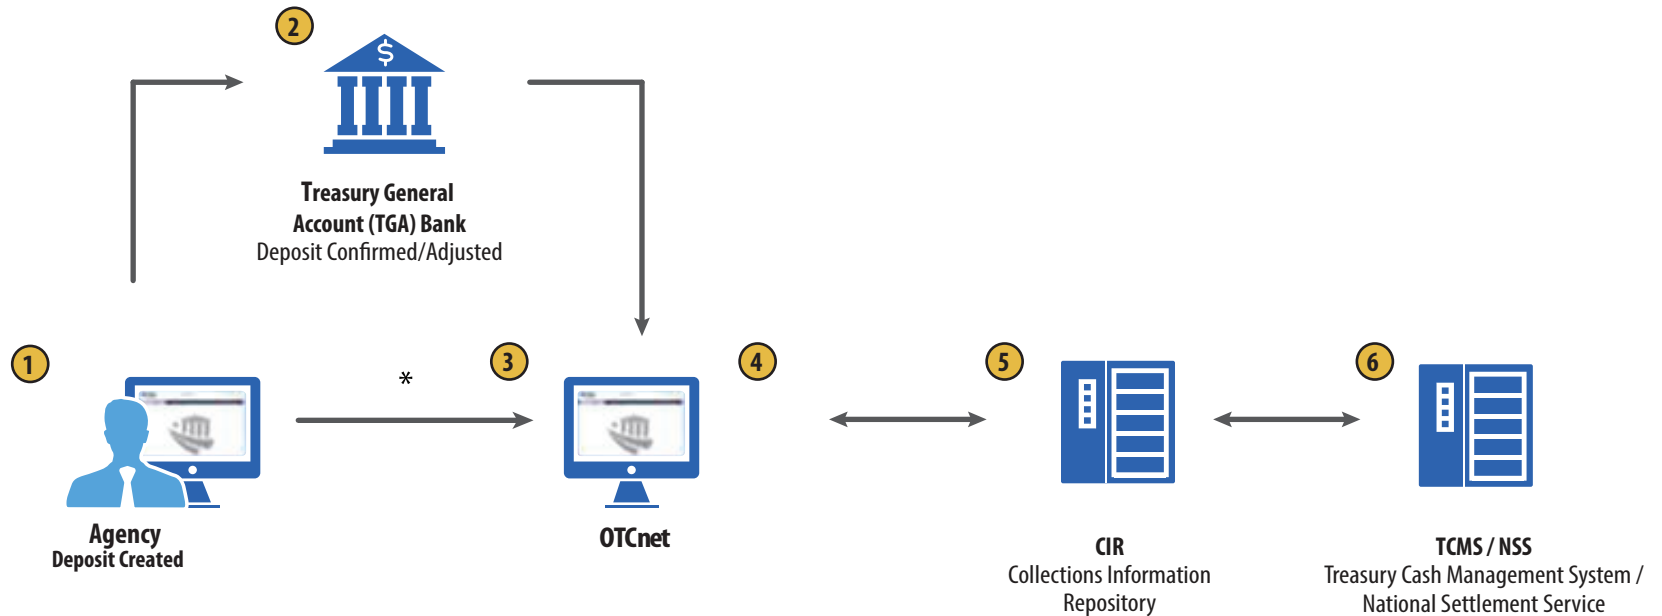 2
$
Treasury General
Account (TGA) Bank
Deposit Confirmed/Adjusted
1
*
3
4
5
6
Agency
Deposit Created
OTCnet
CIR
Collections Information
Repository
TCMS / NSS
Treasury Cash Management System /
National Settlement Service